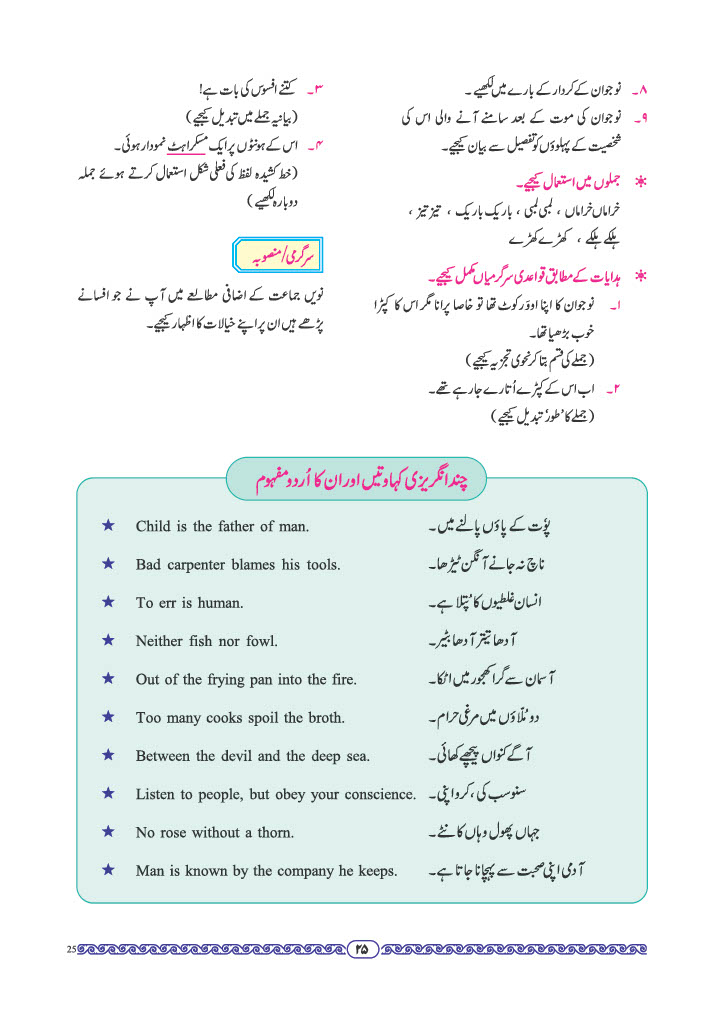 ۸۔ نوجوان کے کردار کے بارے میں لکھیے۔
۹۔ نوجوان کی موت کے بعد سامنے آنے والی اس کی
شخصیت کے پہلوؤں کو تفصیل سے بیان کیجیے۔
جملوں میں استعمال کیجیے۔
خراماں خراماں ، لمبی لمبی ، باریک باریک ، تیز تیز ،
ہلکے ہلکے ، کھڑے کھڑے
ہدایات کے مطابق قواعدی سرگرمیاں مکمل کیجیے۔
۱۔ نوجوان کا اپنا اوورکوٹ تھا تو خاصا پرانا مگر اس کا کپڑا
خوب بڑھیا تھا۔
(جملے کی قسم بتا کر نحوی تجزیہ کیجیے)
۲۔ اب اس کے کپڑے اُتارے جا رہے تھے۔
(جملے کا 'طور' تبدیل کیجیے)
۳۔ کتنے افسوس کی بات ہے!
(بیانیہ جملے میں تبدیل کیجیے)
۴۔ اس کے ہونٹوں پر ایک مسکراہٹ نمودار ہوئی۔
(خط کشیدہ لفظ کی فعلی شکل استعمال کرتے ہوئے جملہ
دوبارہ لکھیے)
سرگرمی/منصوبہ
نویں جماعت کے اضافی مطالعے میں آپ نے جو افسانے
پڑھے ہیں ان پر اپنے خیالات کا اظہار کیجیے۔
چند انگریزی کہاوتیں اور ان کا اُردو مفہوم
★ Child is the father of man. پُوت کے پاؤں پالنے میں۔
★ Bad carpenter blames his tools. ناچ نہ جانے آنگن ٹیڑھا۔
★ To err is human. انسان غلطیوں کا پُتلا ہے۔
★ Neither fish nor fowl. آدھا تیتر آدھا بٹیر۔
★ Out of the frying pan into the fire. آسمان سے گرا کھجور میں اٹکا۔
★ Too many cooks spoil the broth. دو مُلّاؤں میں مرغی حرام۔
★ Between the devil and the deep sea. آگے کنواں پیچھے کھائی۔
★ Listen to people, but obey your conscience. سنو سب کی، کرو اپنی۔
★ No rose without a thorn. جہاں پھول وہاں کانٹے۔
★ Man is known by the company he keeps. آدمی اپنی صحبت سے پہچانا جاتا ہے۔
25
۲۵